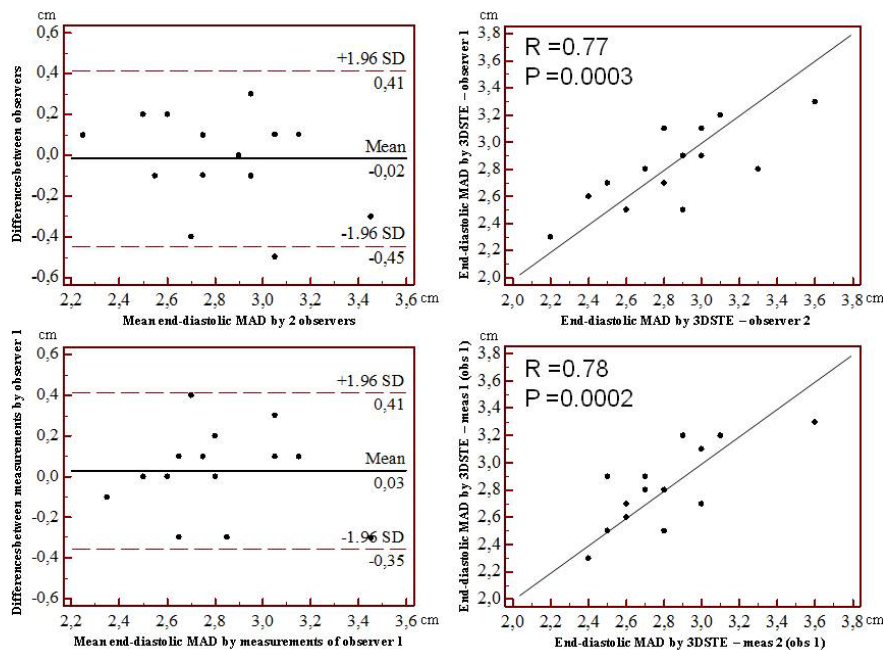 cm
0,6
0,4
0,2
0,0
-0,2
-0,4
-0,6
Differencesbetween observers
+1.96 SD
0,41
Mean
-0,02
-1.96 SD
-0,45
2,2 2,4 2,6 2,8 3,0 3,2 3,4 3,6 cm
Mean end-diastolic MAD by 2 observers
cm
3,8
3,6
3,4
3,2
3,0
2,8
2,6
2,4
2,2
2,0
End-diastolic MAD by 3DSTE – observer 1
R =0.77
P =0.0003
2,0 2,2 2,4 2,6 2,8 3,0 3,2 3,4 3,6 3,8 cm
End-diastolic MAD by 3DSTE – observer 2
cm
0,6
0,4
0,2
0,0
-0,2
-0,4
-0,6
Differencesbetween measurements by observer 1
+1.96 SD
0,41
Mean
0,03
-1.96 SD
-0,35
2,2 2,4 2,6 2,8 3,0 3,2 3,4 3,6 cm
Mean end-diastolic MAD by measurements of observer 1
cm
3,8
3,6
3,4
3,2
3,0
2,8
2,6
2,4
2,2
2,0
End-diastolic MAD by 3DSTE – meas 1 (obs 1)
R =0.78
P =0.0002
2,0 2,2 2,4 2,6 2,8 3,0 3,2 3,4 3,6 3,8 cm
End-diastolic MAD by 3DSTE – meas 2 (obs 1)